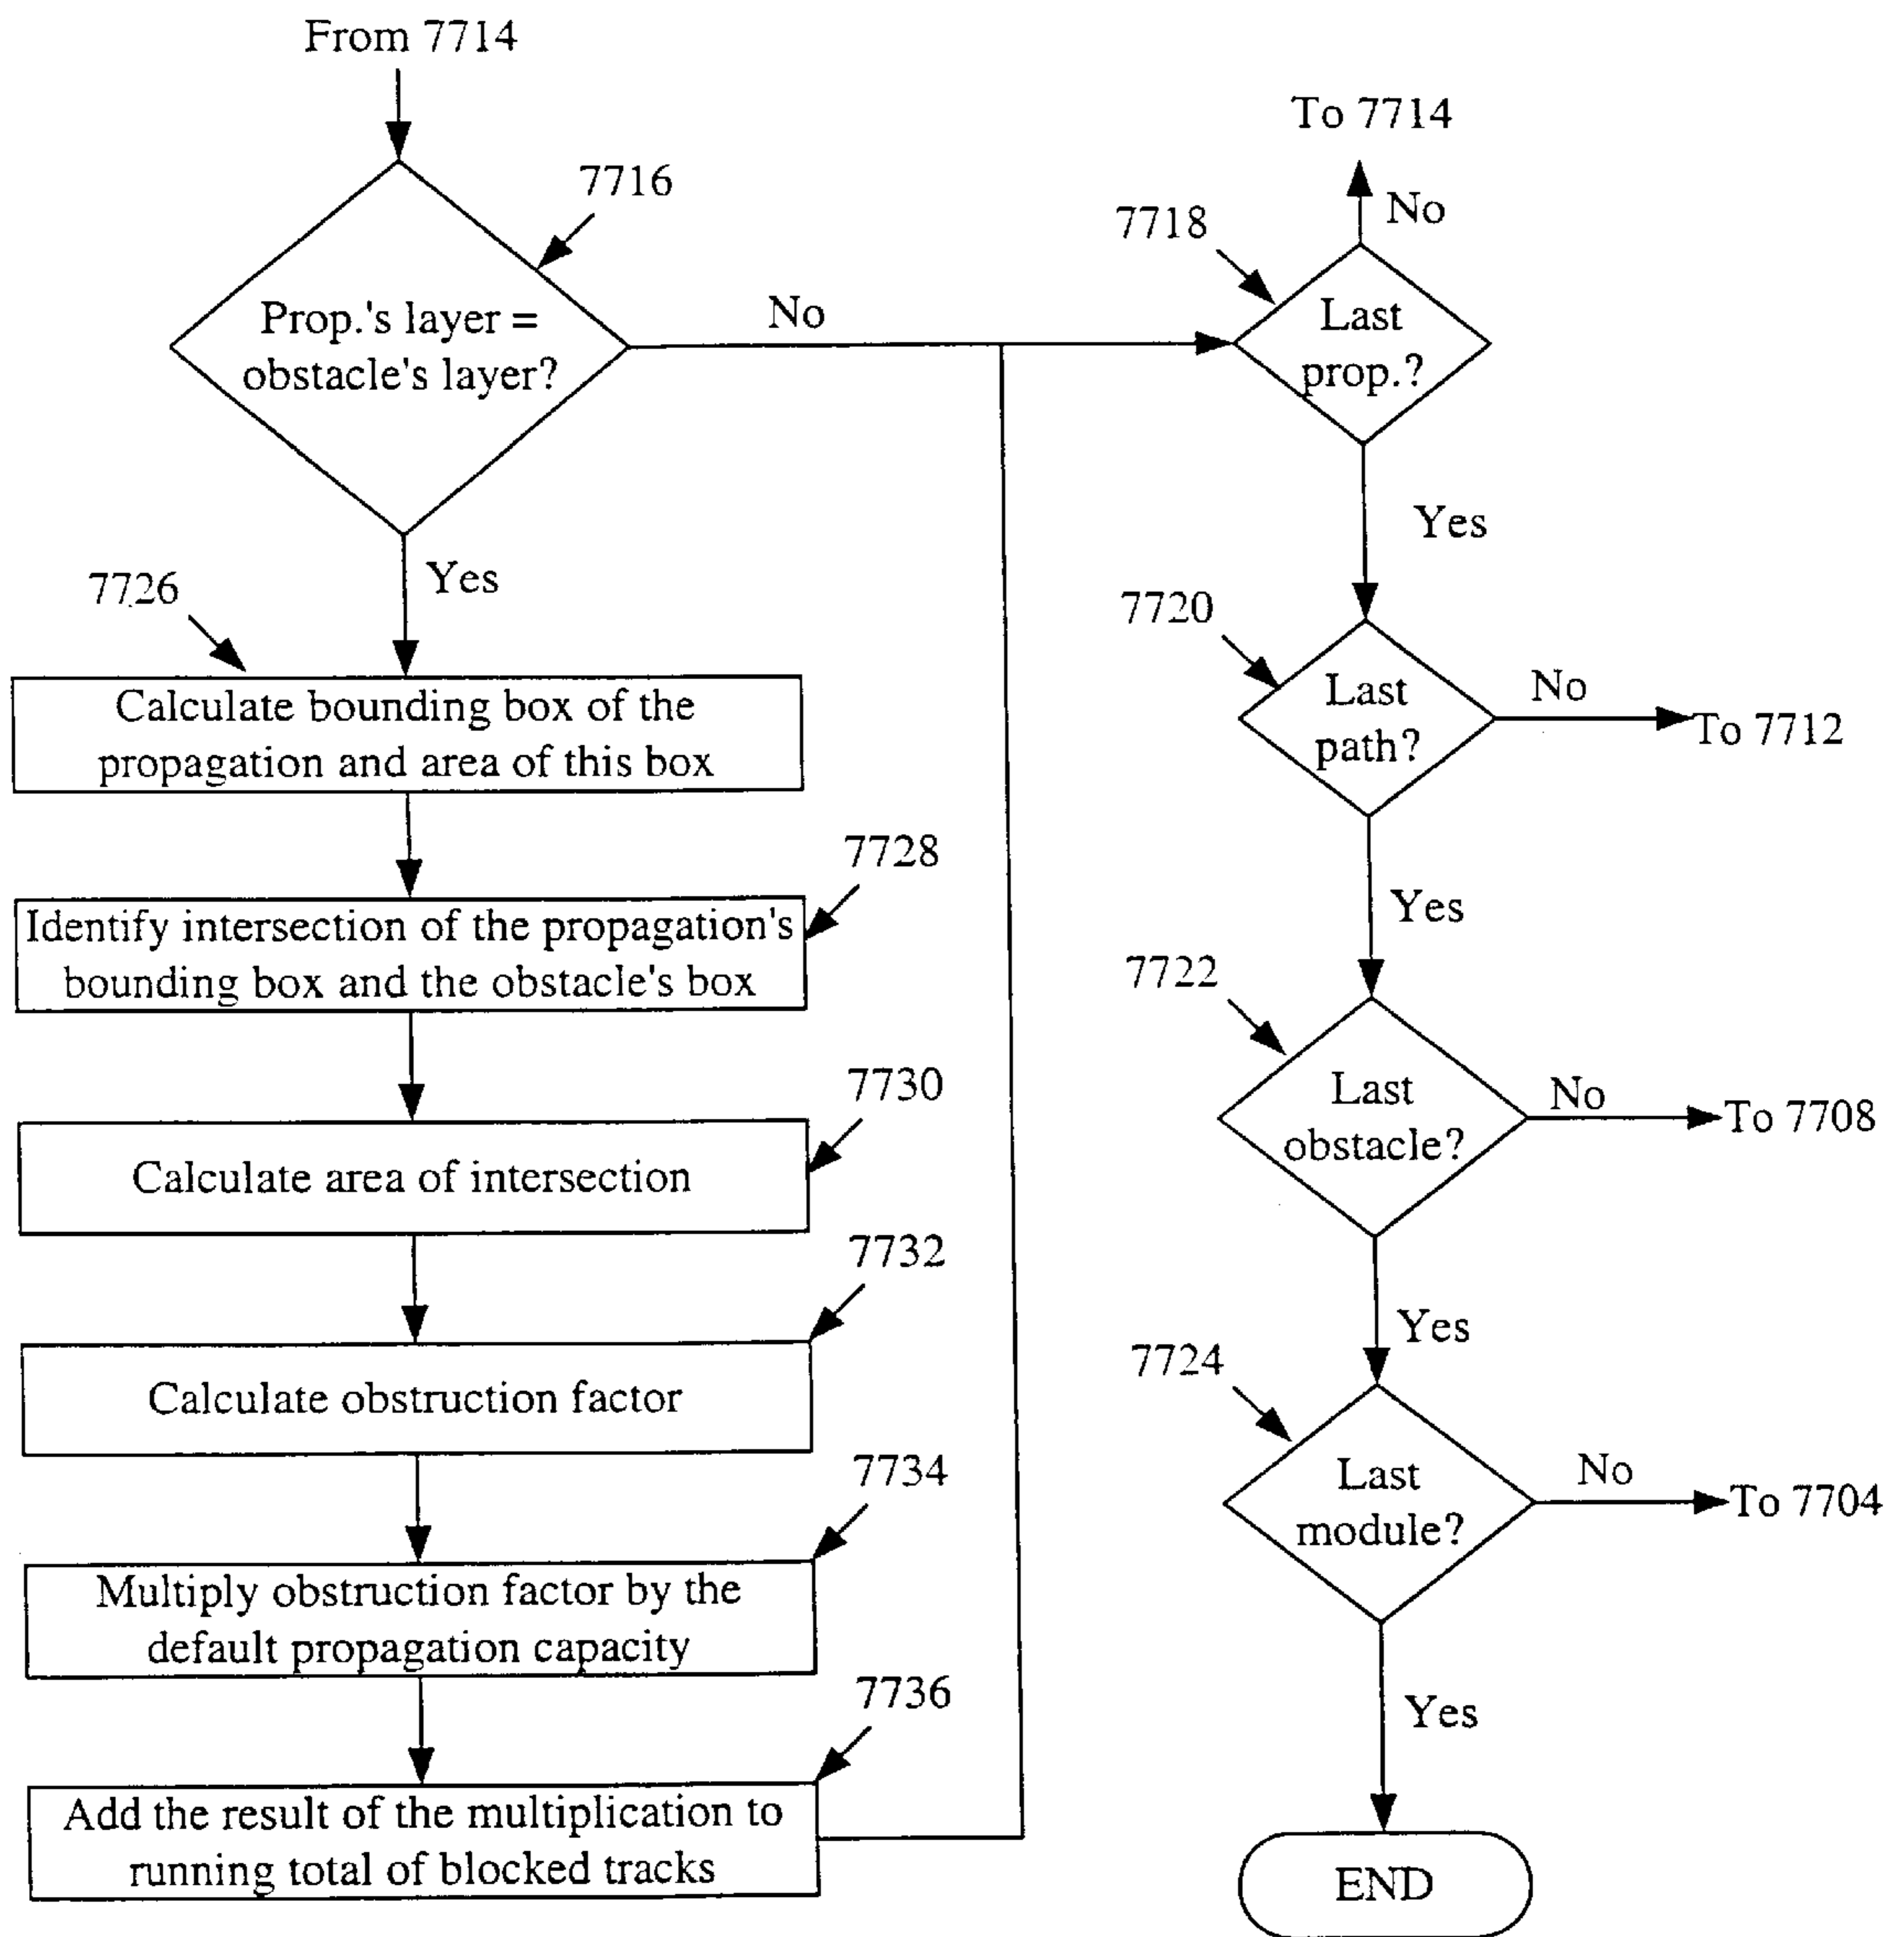 From 7714
7716
Prop.'s layer =
obstacle's layer?
No
Yes
7726
Calculate bounding box of the
propagation and area of this box
7728
Identify intersection of the propagation's
bounding box and the obstacle's box
7730
Calculate area of intersection
7732
Calculate obstruction factor
7734
Multiply obstruction factor by the
default propagation capacity
7736
Add the result of the multiplication to
running total of blocked tracks
To 7714
No
7718
Last
prop.?
Yes
7720
Last
path?
No
To 7712
Yes
7722
Last
obstacle?
No
To 7708
Yes
7724
Last
module?
No
To 7704
Yes
END